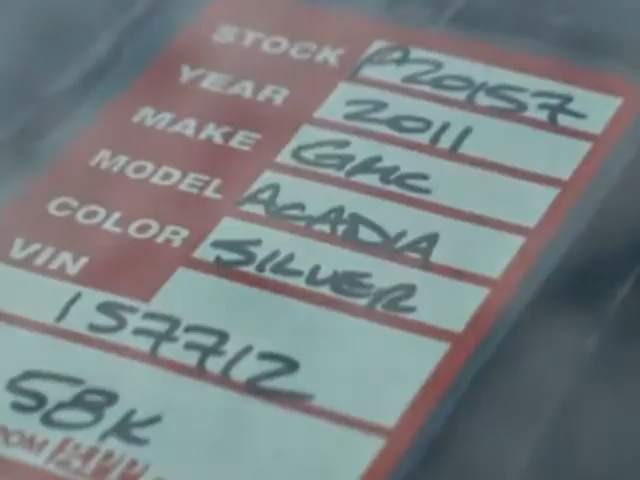 STOCK P20157
YEAR 2011
MAKE GMC
MODEL ACADIA
COLOR SILVER
VIN
157712
58K